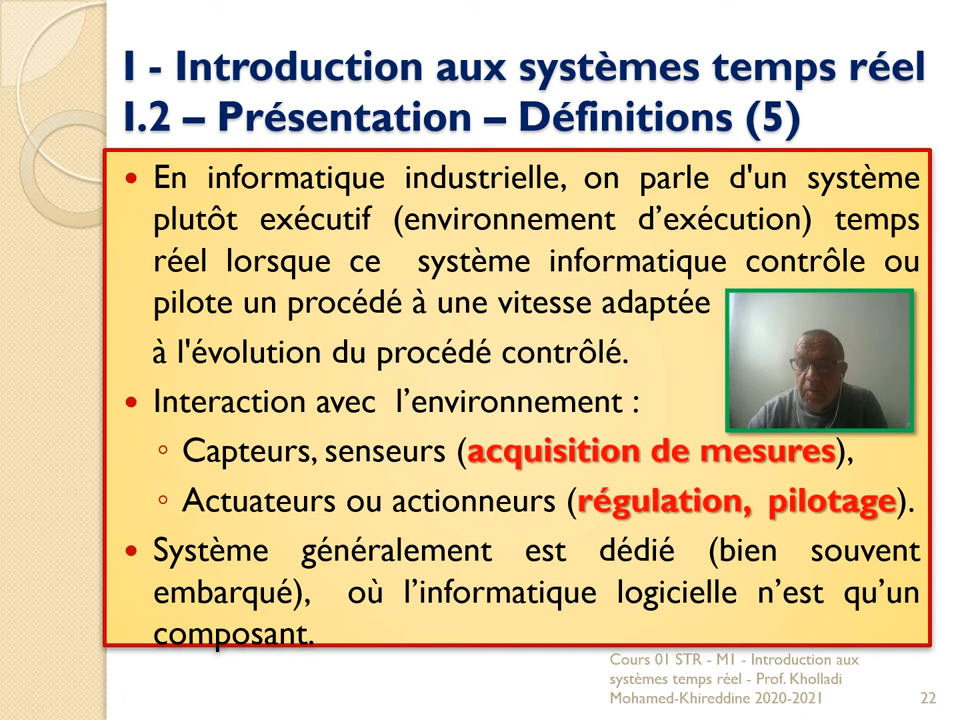 I - Introduction aux systèmes temps réel
I.2 – Présentation – Définitions (5)
• En informatique industrielle, on parle d'un système
plutôt exécutif (environnement d’exécution) temps
réel lorsque ce système informatique contrôle ou
pilote un procédé à une vitesse adaptée
à l'évolution du procédé contrôlé.
• Interaction avec l’environnement :
◦ Capteurs, senseurs (acquisition de mesures),
◦ Actuateurs ou actionneurs (régulation, pilotage).
• Système généralement est dédié (bien souvent
embarqué), où l’informatique logicielle n’est qu’un
composant.
Cours 01 STR - M1 - Introduction aux
systèmes temps réel - Prof. Kholladi
Mohamed-Khireddine 2020-2021
22